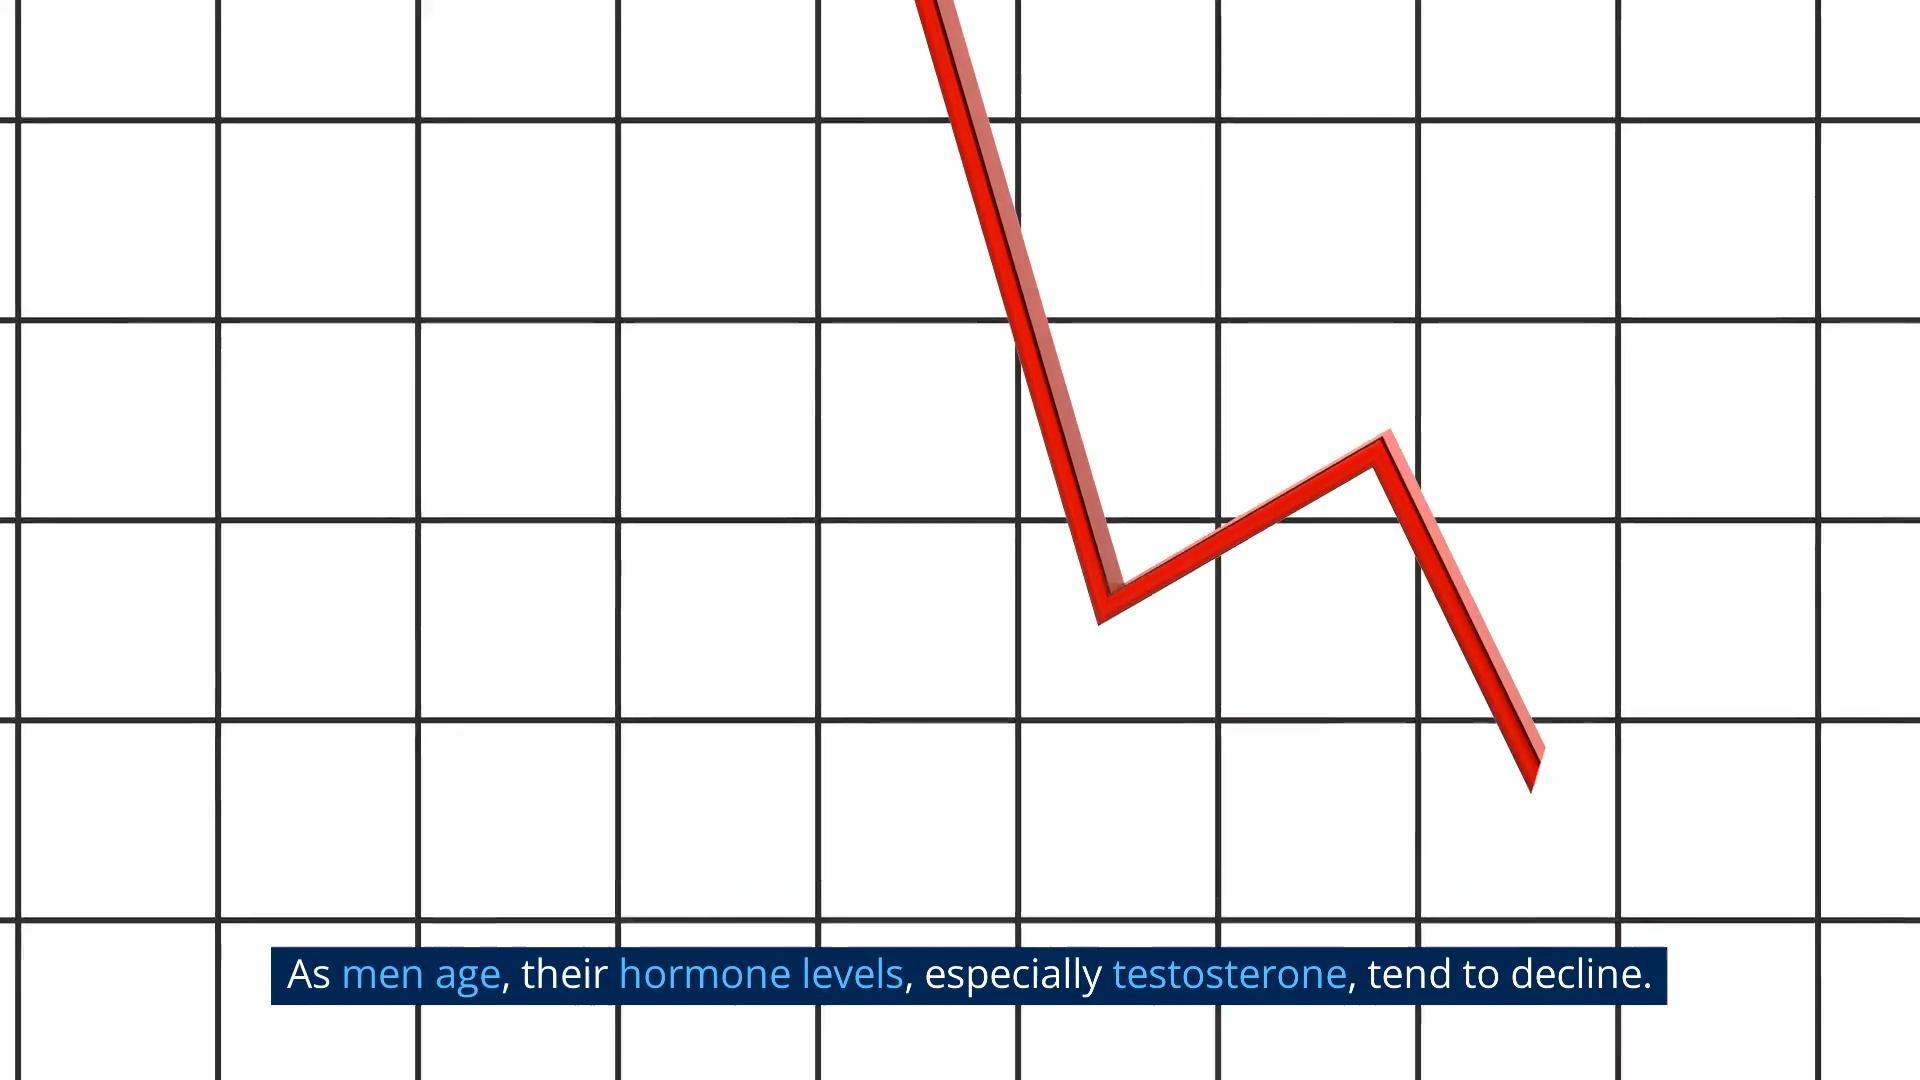 As men age, their hormone levels, especially testosterone, tend to decline.